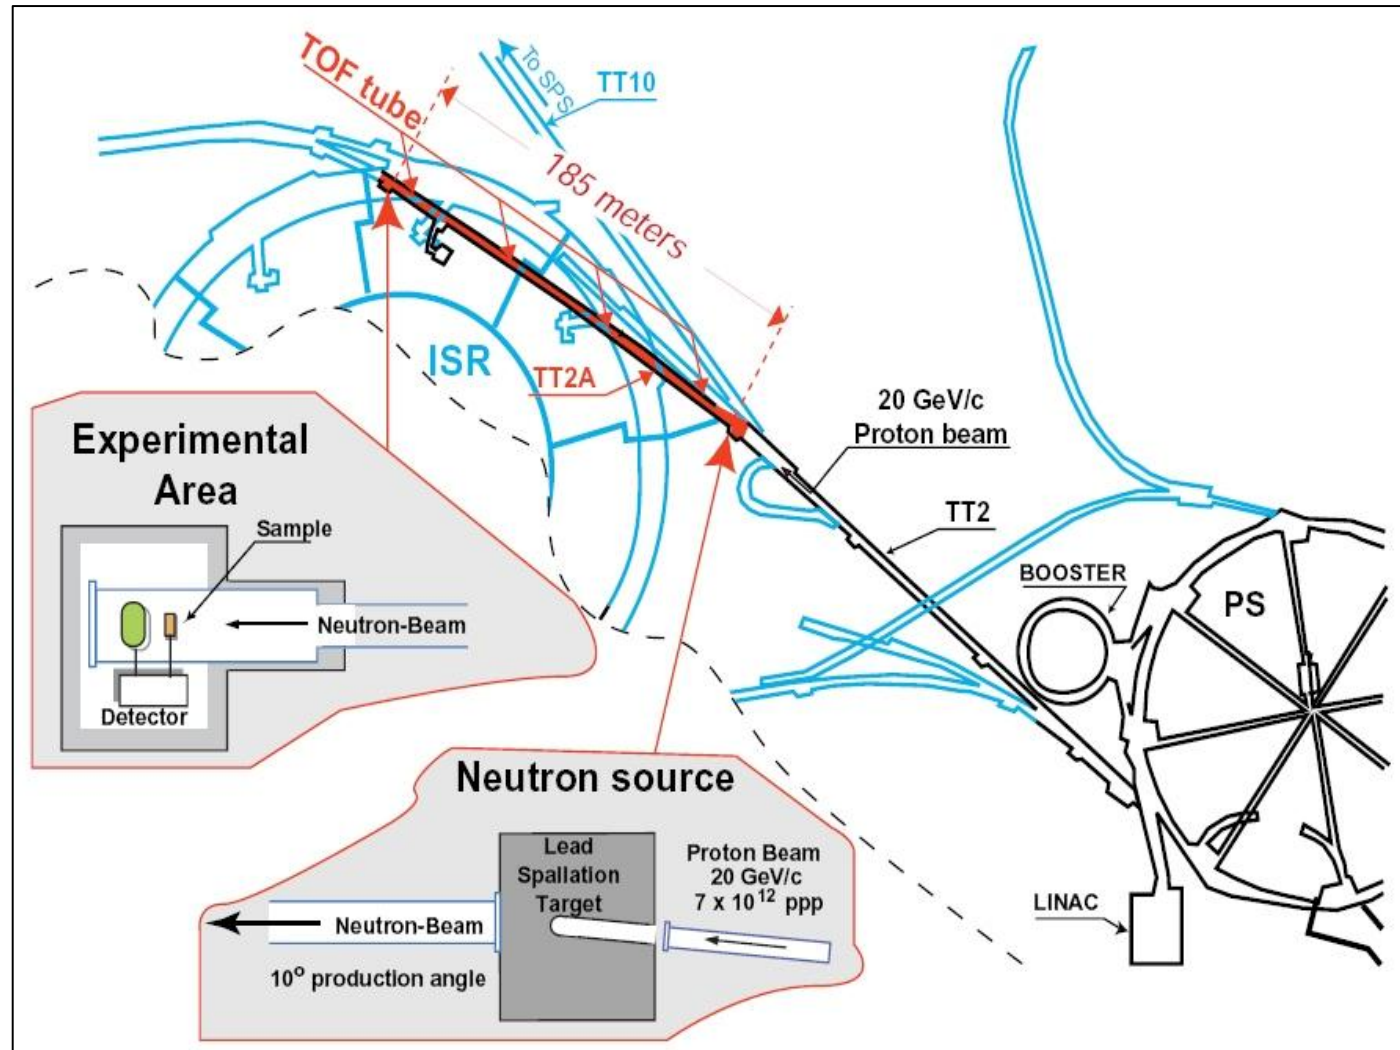 TOF tube
To SPS
TT10
185 meters
ISR
TT2A
20 GeV/c
Proton beam
TT2
BOOSTER
PS
LINAC
Experimental
Area
Sample
Neutron-Beam
Detector
Neutron source
Lead
Spallation
Target
Proton Beam
20 GeV/c
7 x 10¹² ppp
Neutron-Beam
10º production angle